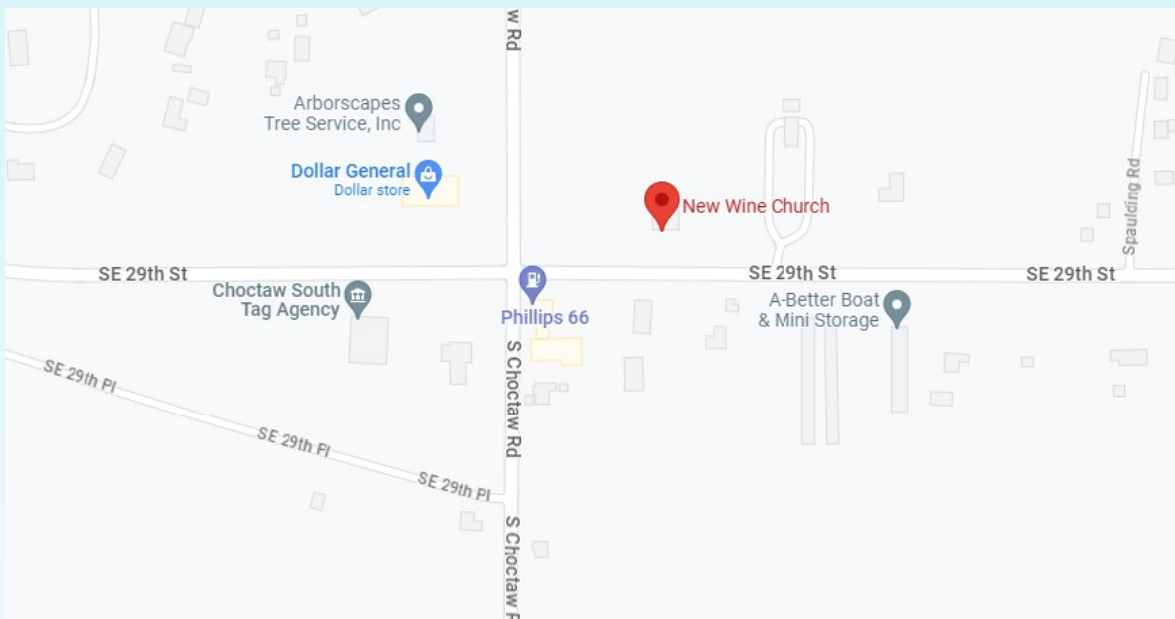 w Rd
Arborscapes
Tree Service, Inc
Dollar General
Dollar store
New Wine Church
Spaulding Rd
SE 29th St
SE 29th St
SE 29th St
Choctaw South
Tag Agency
Phillips 66
A-Better Boat
& Mini Storage
S Choctaw Rd
SE 29th Pl
SE 29th Pl
SE 29th Pl
S Choctaw R